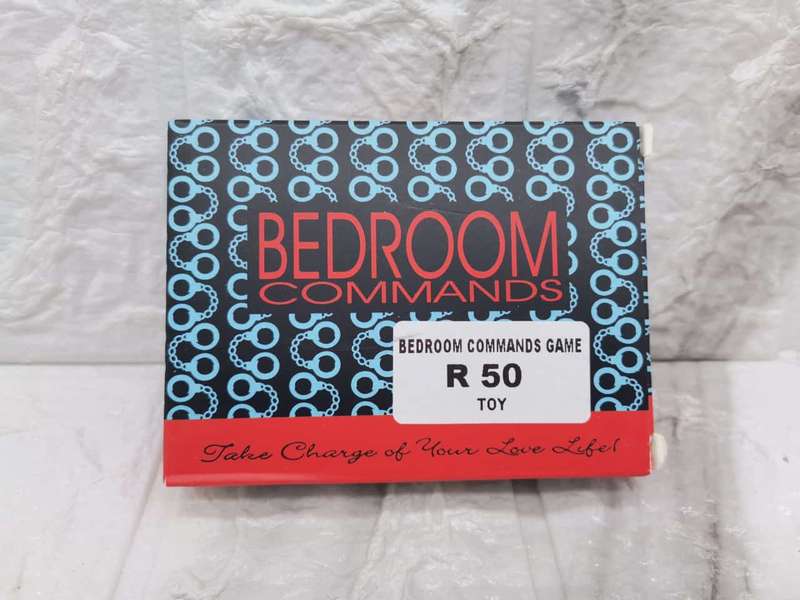 BEDROOM
COMMANDS
BEDROOM COMMANDS GAME
R 50
TOY
Take Charge of Your Love Life!